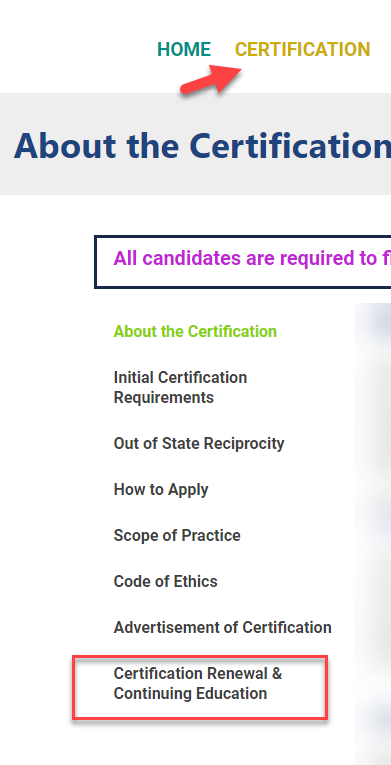 HOME CERTIFICATION
About the Certification
All candidates are required to
About the Certification
Initial Certification
Requirements
Out of State Reciprocity
How to Apply
Scope of Practice
Code of Ethics
Advertisement of Certification
Certification Renewal &
Continuing Education